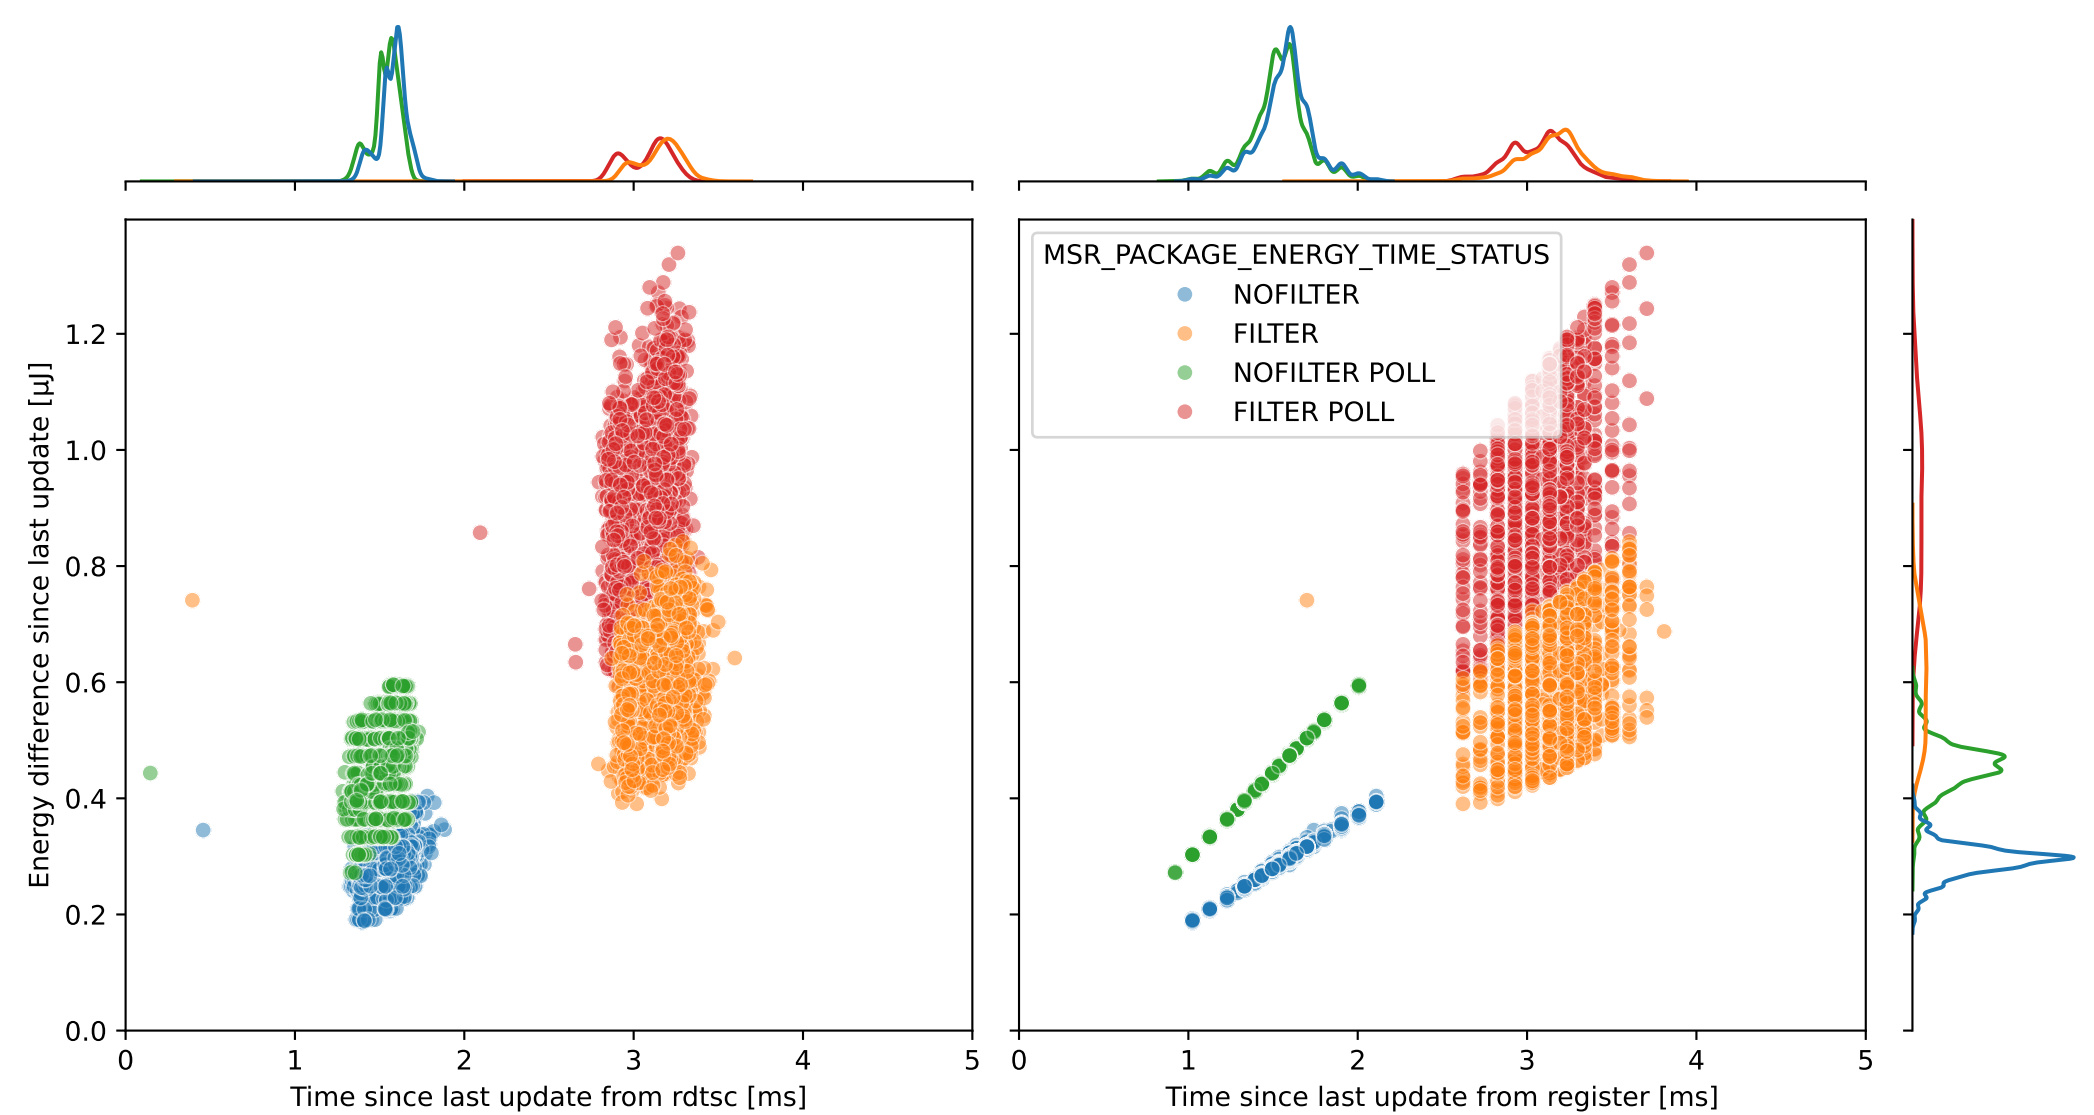 MSR_PACKAGE_ENERGY_TIME_STATUS
NOFILTER
FILTER
NOFILTER POLL
FILTER POLL
Energy difference since last update [µJ]
1.2
1.0
0.8
0.6
0.4
0.2
0.0
0 1 2 3 4 5
0 1 2 3 4 5
Time since last update from rdtsc [ms]
Time since last update from register [ms]